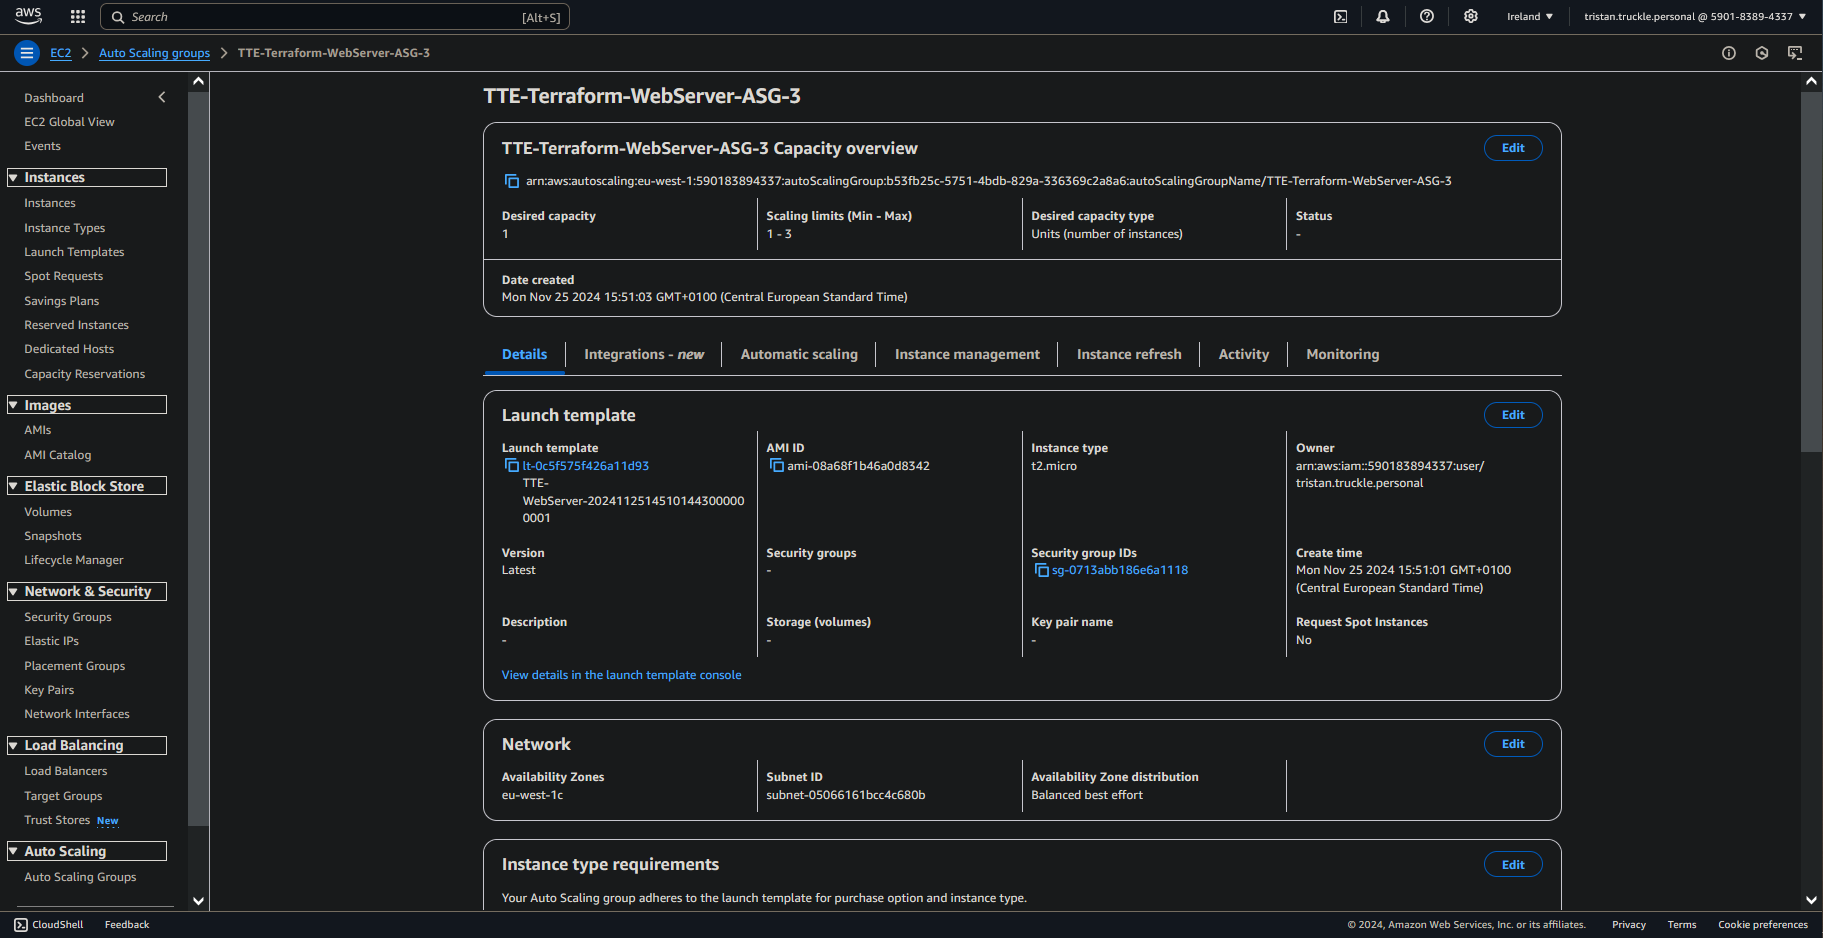 aws
Search
[Alt+S]
Ireland ▼
tristan.truckle.personal @ 5901-8389-4337 ▼
EC2 > Auto Scaling groups > TTE-Terraform-WebServer-ASG-3
Dashboard
EC2 Global View
Events
Instances
Instances
Instance Types
Launch Templates
Spot Requests
Savings Plans
Reserved Instances
Dedicated Hosts
Capacity Reservations
Images
AMIs
AMI Catalog
Elastic Block Store
Volumes
Snapshots
Lifecycle Manager
Network & Security
Security Groups
Elastic IPs
Placement Groups
Key Pairs
Network Interfaces
Load Balancing
Load Balancers
Target Groups
Trust Stores New
Auto Scaling
Auto Scaling Groups
TTE-Terraform-WebServer-ASG-3
TTE-Terraform-WebServer-ASG-3 Capacity overview
Edit
arn:aws:autoscaling:eu-west-1:590183894337:autoScalingGroup:b53fb25c-5751-4bdb-829a-336369c2a8a6:autoScalingGroupName/TTE-Terraform-WebServer-ASG-3
Desired capacity
1
Scaling limits (Min - Max)
1 - 3
Desired capacity type
Units (number of instances)
Status
-
Date created
Mon Nov 25 2024 15:51:03 GMT+0100 (Central European Standard Time)
Details
Integrations - new
Automatic scaling
Instance management
Instance refresh
Activity
Monitoring
Launch template
Edit
Launch template
lt-0c5f575f426a11d93
TTE-
WebServer-2024112514510144300000
0001
AMI ID
ami-08a68f1b46a0d8342
Instance type
t2.micro
Owner
arn:aws:iam::590183894337:user/
tristan.truckle.personal
Version
Latest
Security groups
-
Security group IDs
sg-0713abb186e6a1118
Create time
Mon Nov 25 2024 15:51:01 GMT+0100
(Central European Standard Time)
Description
-
Storage (volumes)
-
Key pair name
-
Request Spot Instances
No
View details in the launch template console
Network
Edit
Availability Zones
eu-west-1c
Subnet ID
subnet-05066161bcc4c680b
Availability Zone distribution
Balanced best effort
Instance type requirements
Edit
Your Auto Scaling group adheres to the launch template for purchase option and instance type.
CloudShell
Feedback
© 2024, Amazon Web Services, Inc. or its affiliates.
Privacy
Terms
Cookie preferences